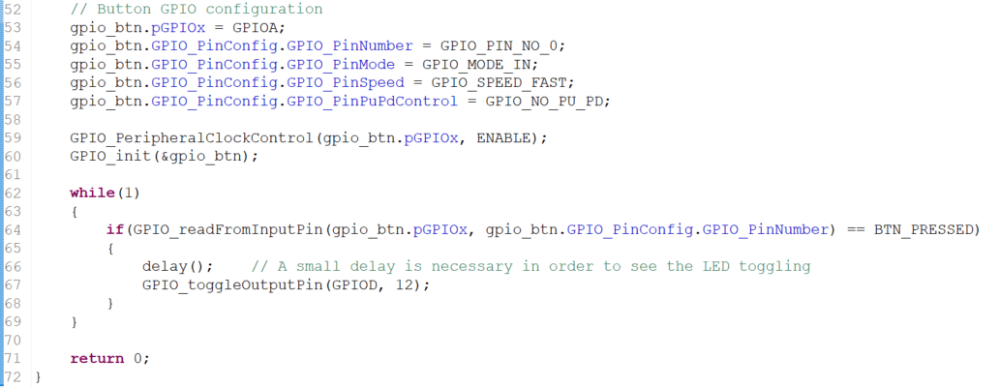 52 // Button GPIO configuration
53 gpio_btn.pGPIOx = GPIOA;
54 gpio_btn.GPIO_PinConfig.GPIO_PinNumber = GPIO_PIN_NO_0;
55 gpio_btn.GPIO_PinConfig.GPIO_PinMode = GPIO_MODE_IN;
56 gpio_btn.GPIO_PinConfig.GPIO_PinSpeed = GPIO_SPEED_FAST;
57 gpio_btn.GPIO_PinConfig.GPIO_PinPuPdControl = GPIO_NO_PU_PD;
58
59 GPIO_PeripheralClockControl(gpio_btn.pGPIOx, ENABLE);
60 GPIO_init(&gpio_btn);
61
62 while(1)
63 {
64 if(GPIO_readFromInputPin(gpio_btn.pGPIOx, gpio_btn.GPIO_PinConfig.GPIO_PinNumber) == BTN_PRESSED)
65 {
66 delay(); // A small delay is necessary in order to see the LED toggling
67 GPIO_toggleOutputPin(GPIOD, 12);
68 }
69 }
70
71 return 0;
72 }